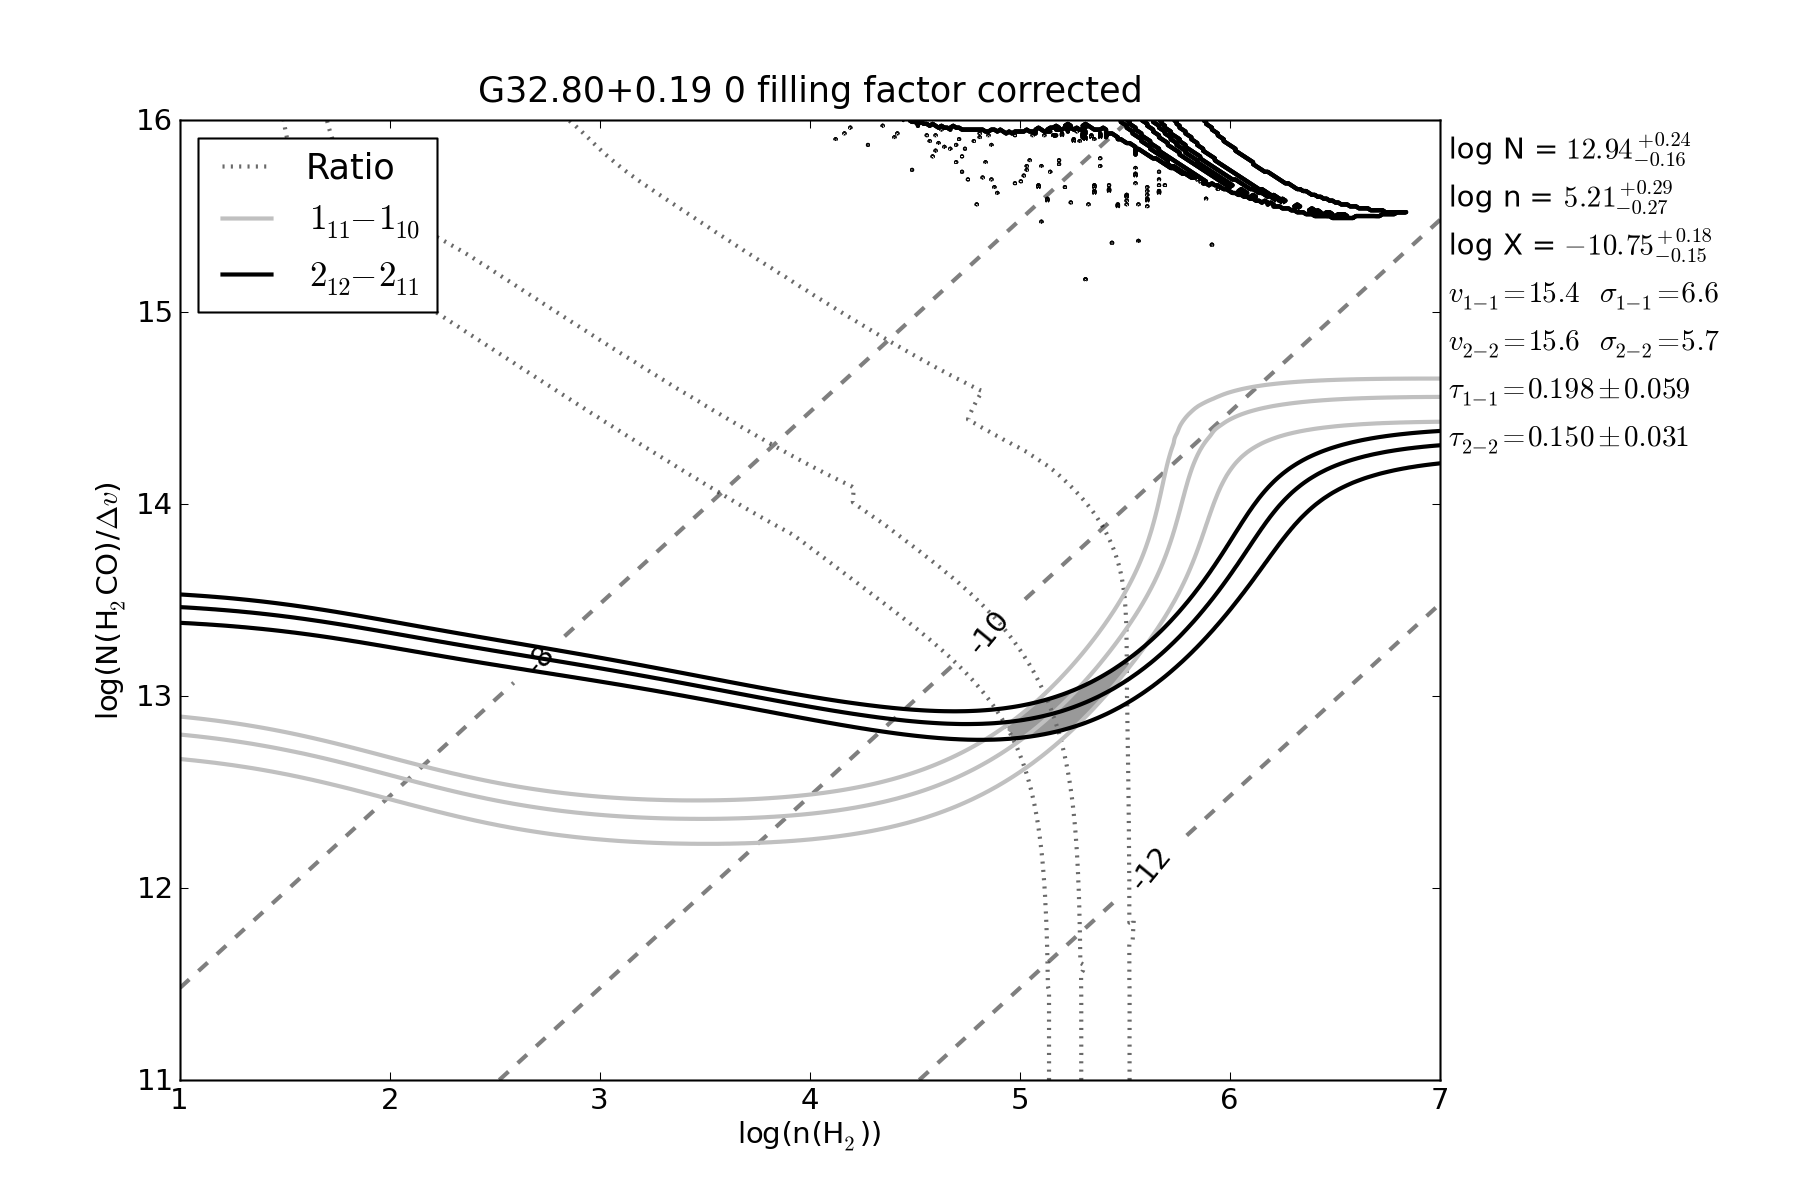 G32.80+0.19 0 filling factor corrected
16
15
14
13
12
11
log(N(H₂CO)/Δv)
Ratio
1₁₁−1₁₀
2₁₂−2₁₁
-8
-10
-12
1 2 3 4 5 6 7
log(n(H₂))
log N = 12.94 +0.24 −0.16
log n = 5.21 +0.29 −0.27
log X = −10.75 +0.18 −0.15
v₁₋₁=15.4 σ₁₋₁=6.6
v₂₋₂=15.6 σ₂₋₂=5.7
τ₁₋₁=0.198±0.059
τ₂₋₂=0.150±0.031